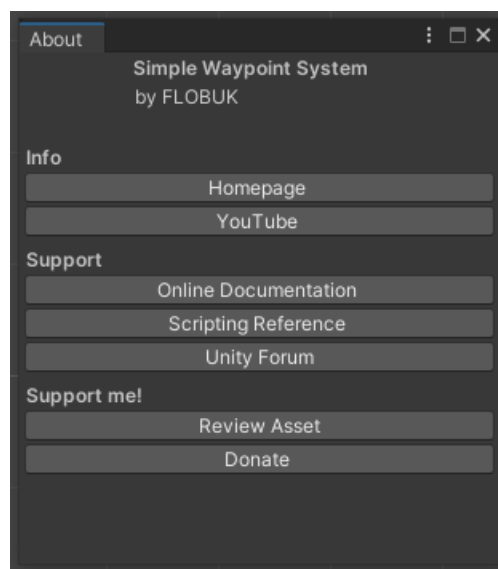 About
Simple Waypoint System
by FLOBUK
Info
Homepage
YouTube
Support
Online Documentation
Scripting Reference
Unity Forum
Support me!
Review Asset
Donate